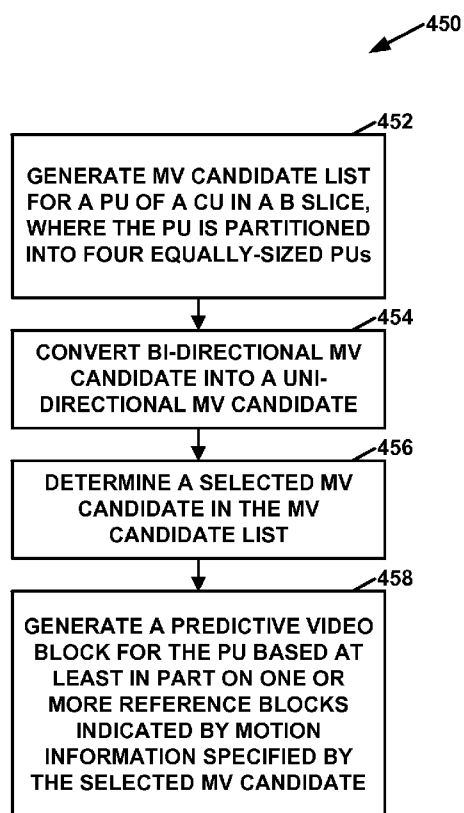 450
452
GENERATE MV CANDIDATE LIST
FOR A PU OF A CU IN A B SLICE,
WHERE THE PU IS PARTITIONED
INTO FOUR EQUALLY-SIZED PUs
454
CONVERT BI-DIRECTIONAL MV
CANDIDATE INTO A UNI-
DIRECTIONAL MV CANDIDATE
456
DETERMINE A SELECTED MV
CANDIDATE IN THE MV
CANDIDATE LIST
458
GENERATE A PREDICTIVE VIDEO
BLOCK FOR THE PU BASED AT
LEAST IN PART ON ONE OR
MORE REFERENCE BLOCKS
INDICATED BY MOTION
INFORMATION SPECIFIED BY
THE SELECTED MV CANDIDATE